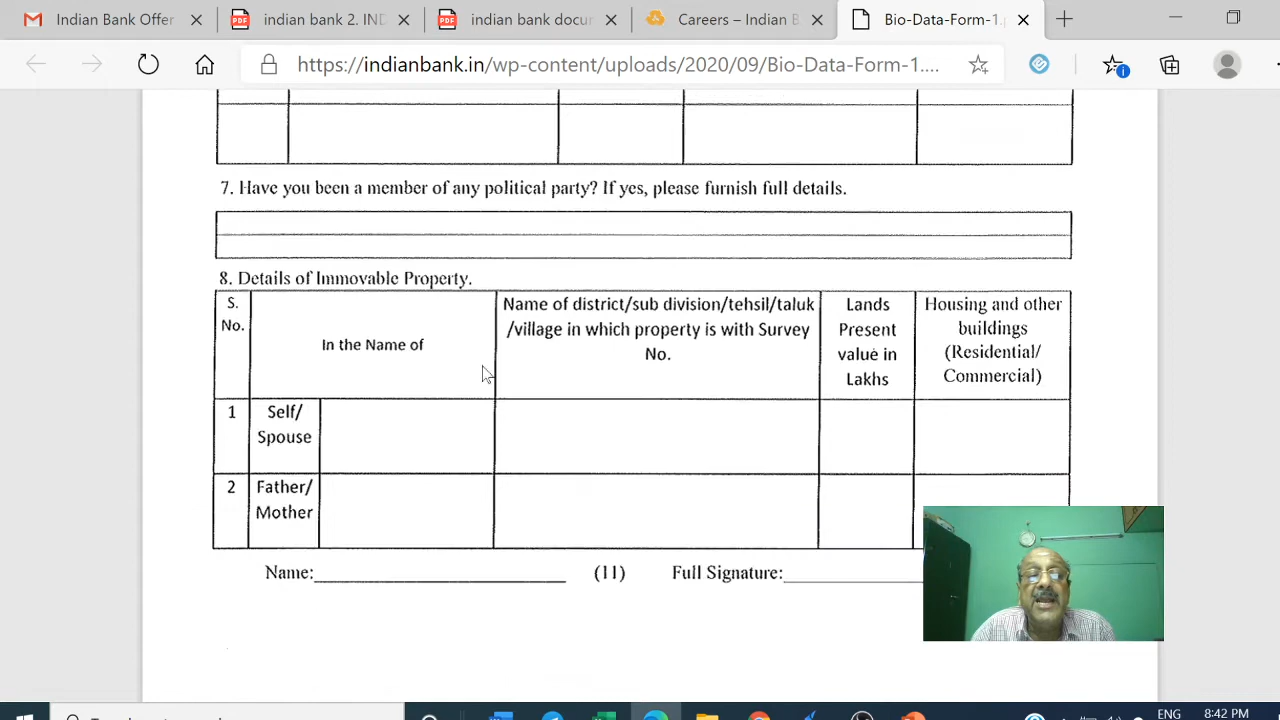 Indian Bank Offer
indian bank 2. IND
indian bank docu
Careers – Indian B
Bio-Data-Form-1.
https://indianbank.in/wp-content/uploads/2020/09/Bio-Data-Form-1....
7. Have you been a member of any political party? If yes, please furnish full details.
8. Details of Immovable Property.
S. No.
In the Name of
Name of district/sub division/tehsil/taluk
/village in which property is with Survey
No.
Lands
Present
value in
Lakhs
Housing and other
buildings
(Residential/
Commercial)
1
Self/
Spouse
2
Father/
Mother
Name:
(11)
Full Signature:
ENG
8:42 PM